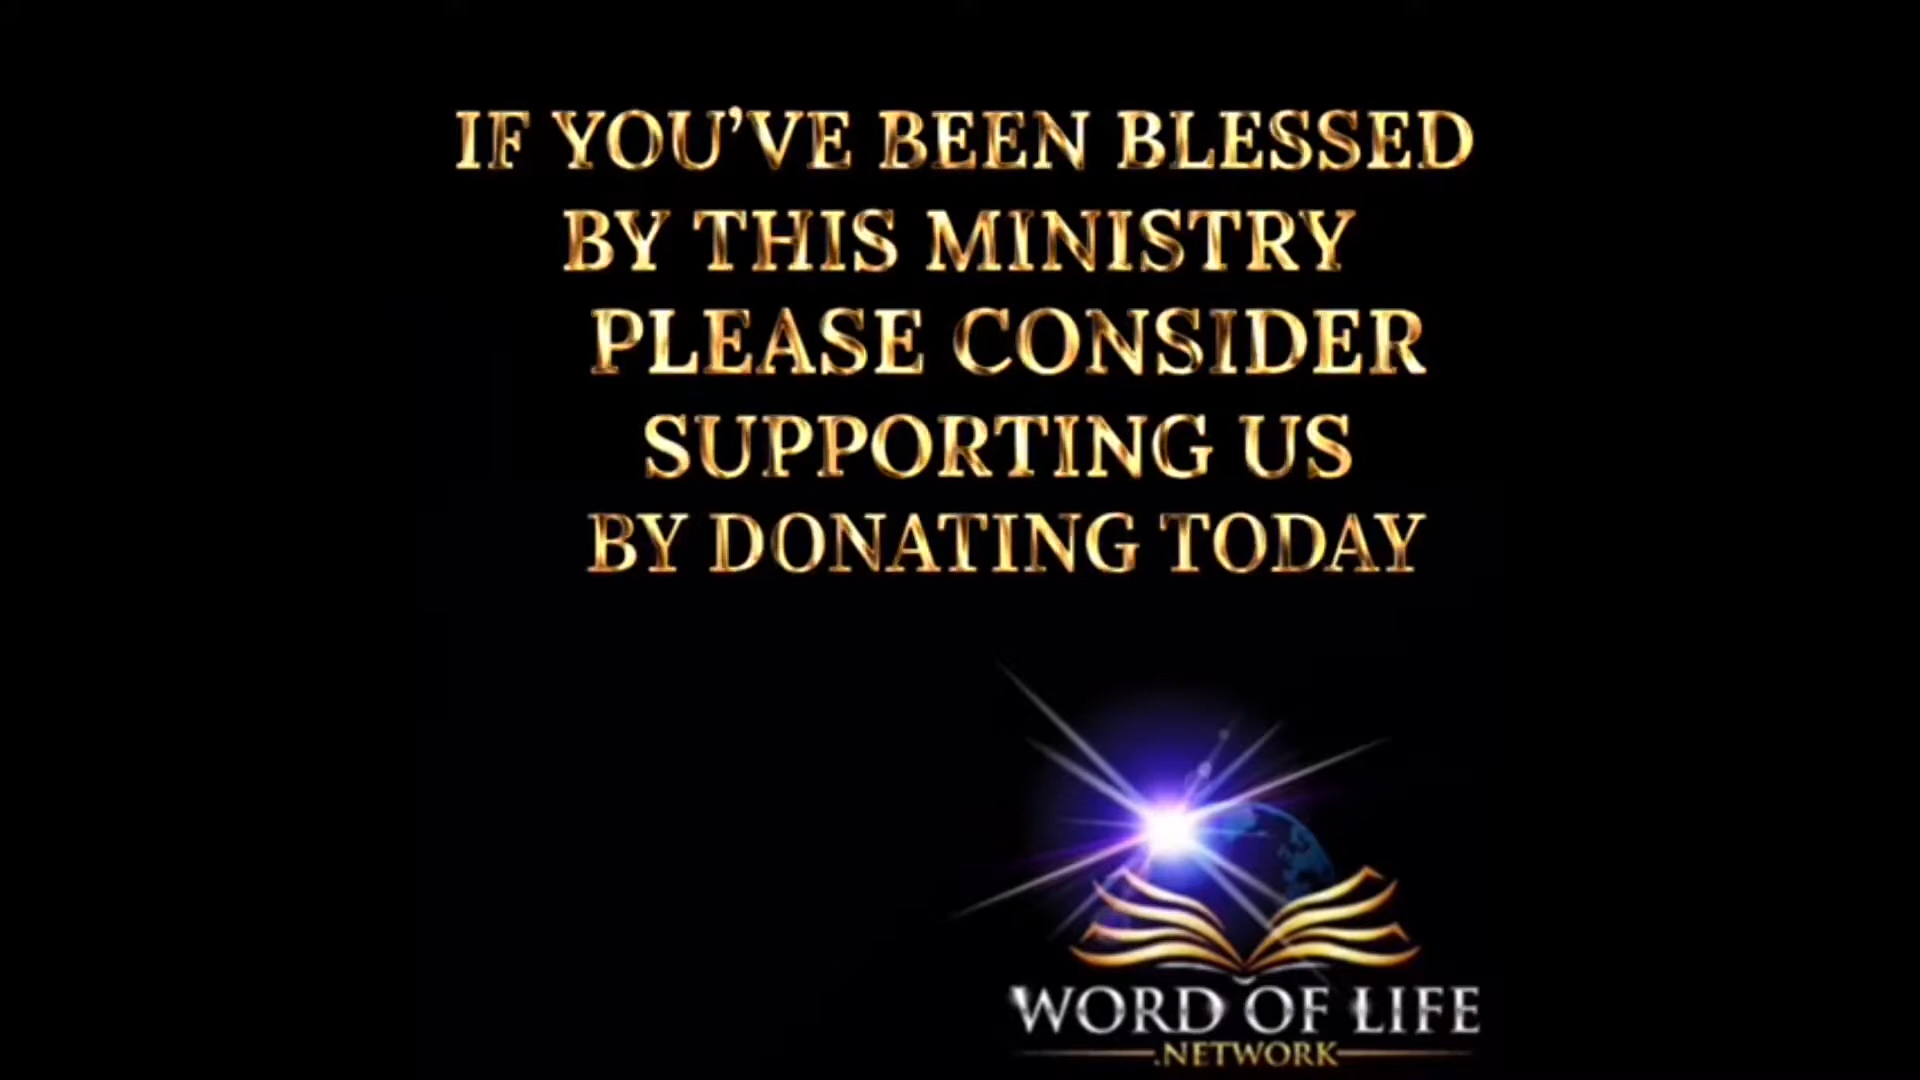 IF YOU'VE BEEN BLESSED
BY THIS MINISTRY
PLEASE CONSIDER
SUPPORTING US
BY DONATING TODAY
WORD OF LIFE
.NETWORK